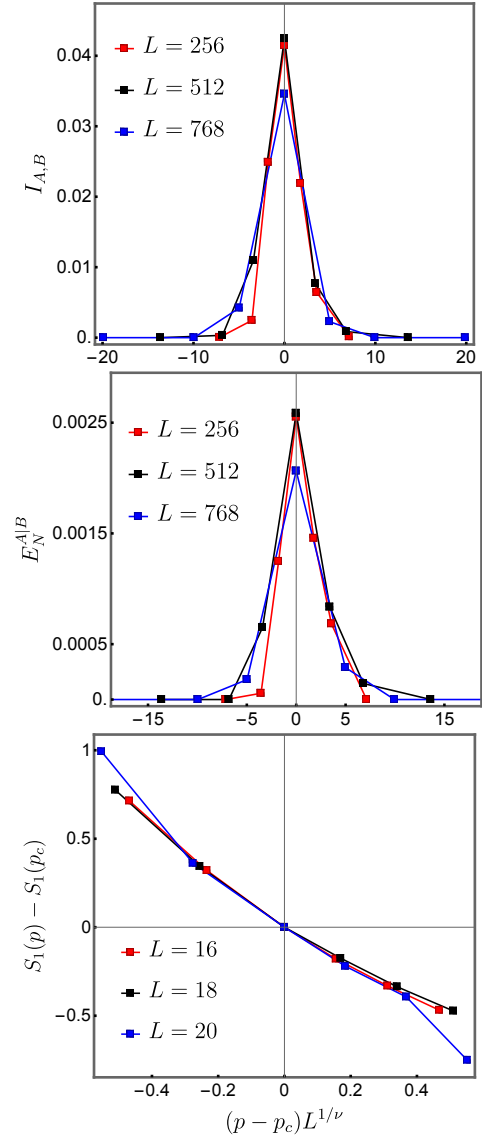 I_{A,B}
0.04
0.03
0.02
0.01
0.
L = 256
L = 512
L = 768
-20 -10 0 10 20
E_N^{A|B}
0.0025
0.0015
0.0005
0.
L = 256
L = 512
L = 768
-15 -5 0 5 15
S_1(p) − S_1(p_c)
1
0.5
0
-0.5
L = 16
L = 18
L = 20
-0.4 -0.2 0 0.2 0.4
(p − p_c)L^{1/ν}